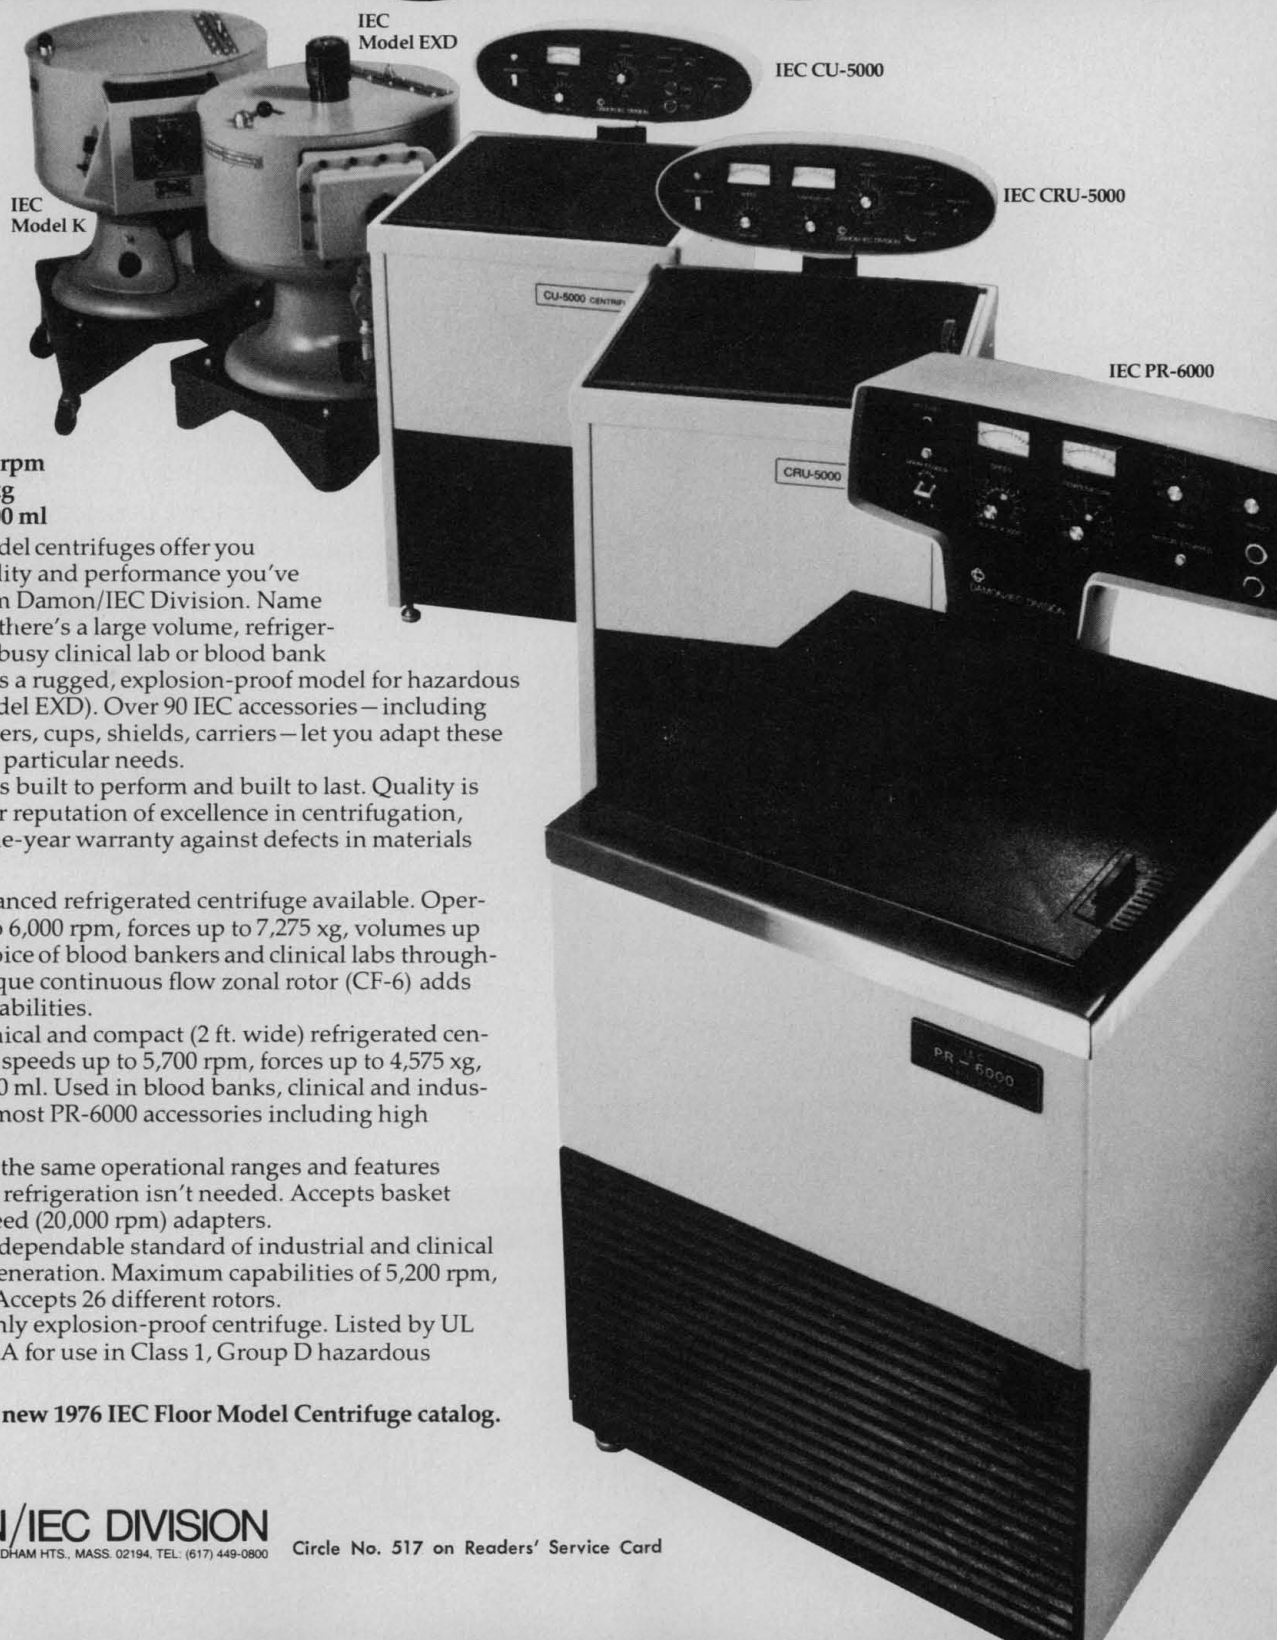 IEC
Model EXD
IEC CU-5000
IEC
Model K
IEC CRU-5000
DAMON/IEC DIVISION
DAMON/IEC DIVISION
CU-5000 CENTRIF
IEC PR-6000
CRU-5000
SPEED
TEMPERATURE
DAMON/IEC DIVISION
rpm
g
0 ml
del centrifuges offer you
lity and performance you've
m Damon/IEC Division. Name
there's a large volume, refriger-
busy clinical lab or blood bank
s a rugged, explosion-proof model for hazardous
del EXD). Over 90 IEC accessories—including
ers, cups, shields, carriers—let you adapt these
particular needs.
s built to perform and built to last. Quality is
r reputation of excellence in centrifugation,
e-year warranty against defects in materials
anced refrigerated centrifuge available. Oper-
o 6,000 rpm, forces up to 7,275 xg, volumes up
oice of blood bankers and clinical labs through-
que continuous flow zonal rotor (CF-6) adds
abilities.
nical and compact (2 ft. wide) refrigerated cen-
speeds up to 5,700 rpm, forces up to 4,575 xg,
0 ml. Used in blood banks, clinical and indus-
most PR-6000 accessories including high
the same operational ranges and features
refrigeration isn't needed. Accepts basket
eed (20,000 rpm) adapters.
dependable standard of industrial and clinical
eneration. Maximum capabilities of 5,200 rpm,
Accepts 26 different rotors.
nly explosion-proof centrifuge. Listed by UL
A for use in Class 1, Group D hazardous
new 1976 IEC Floor Model Centrifuge catalog.
IEC
PR-6000
/IEC DIVISION
DHAM HTS., MASS. 02194, TEL: (617) 449-0800
Circle No. 517 on Readers' Service Card